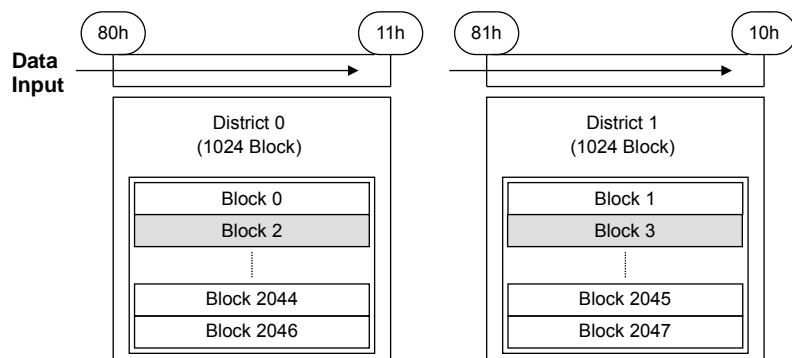 80h
11h
81h
10h
Data
Input
District 0
(1024 Block)
Block 0
Block 2
Block 2044
Block 2046
District 1
(1024 Block)
Block 1
Block 3
Block 2045
Block 2047